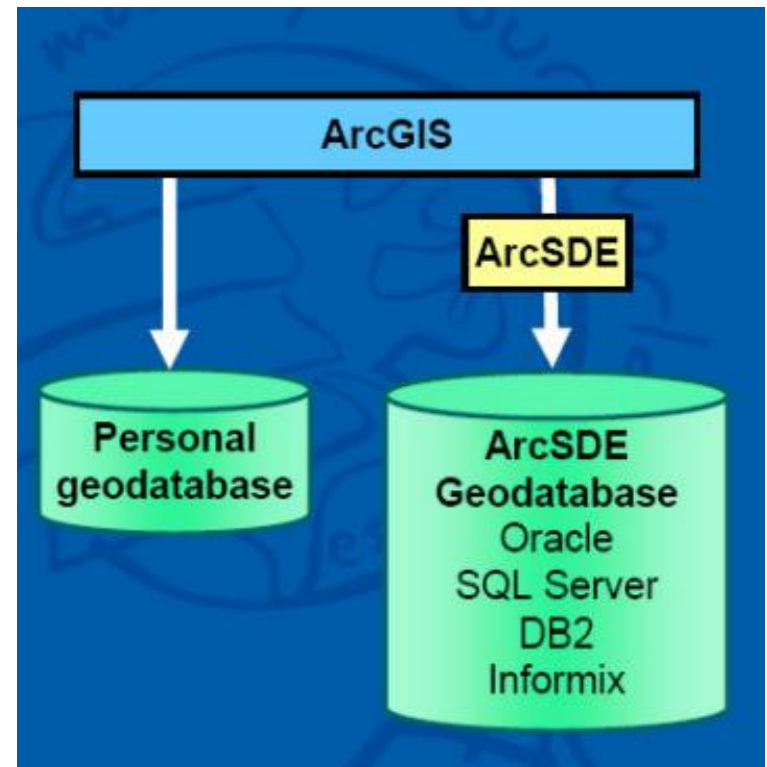 ArcGIS
ArcSDE
Personal
geodatabase
ArcSDE
Geodatabase
Oracle
SQL Server
DB2
Informix